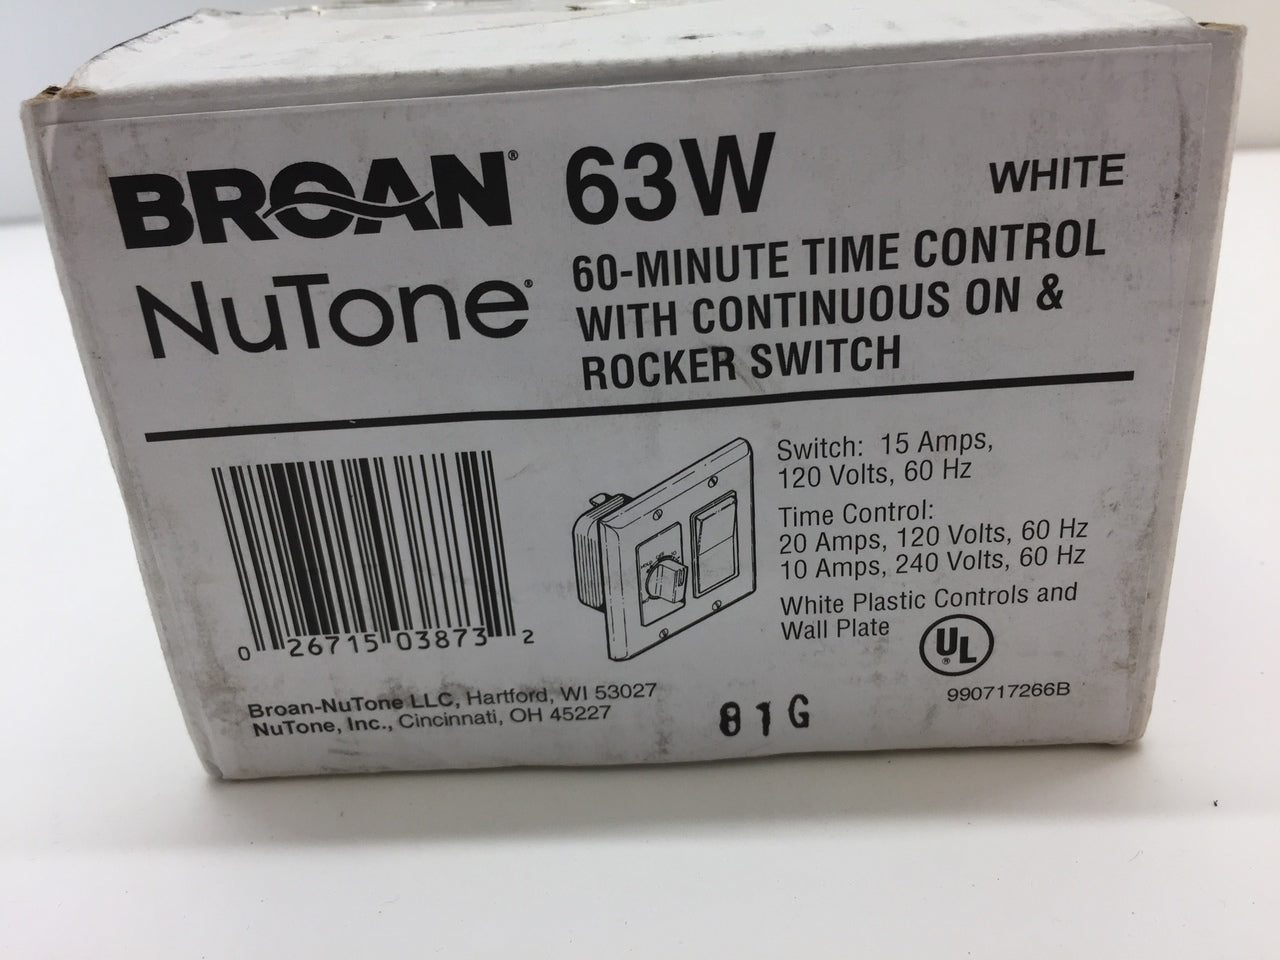 BROAN®
NuTone®
63W
WHITE
60-MINUTE TIME CONTROL
WITH CONTINUOUS ON &
ROCKER SWITCH
Switch: 15 Amps,
120 Volts, 60 Hz
Time Control:
20 Amps, 120 Volts, 60 Hz
10 Amps, 240 Volts, 60 Hz
White Plastic Controls and
Wall Plate
UL®
990717266B
0 26715 03873 2
Broan-NuTone LLC, Hartford, WI 53027
NuTone, Inc., Cincinnati, OH 45227
81G